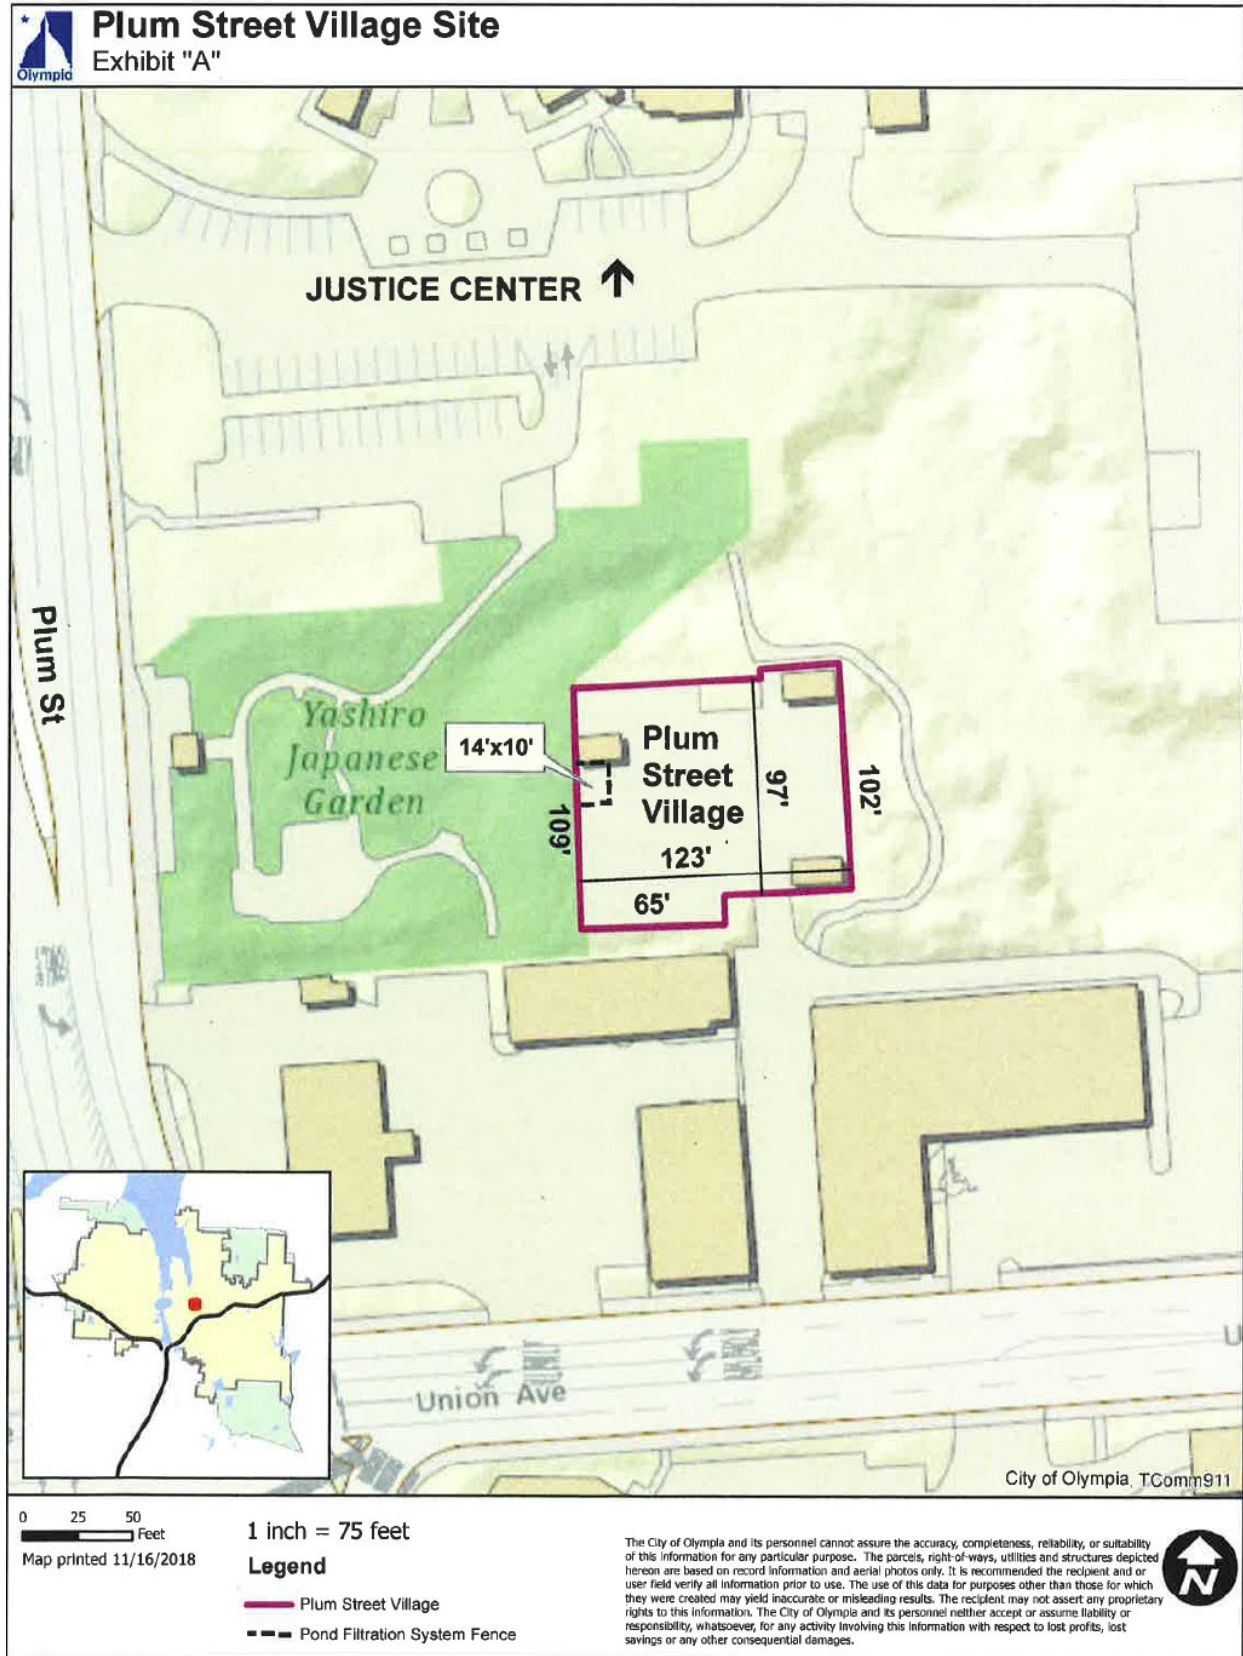 Olympia
Plum Street Village Site
Exhibit "A"
JUSTICE CENTER
Plum St
Yashiro
Japanese
Garden
14'x10'
Plum
Street
Village
97'
102'
109'
123'
65'
Union Ave
U
City of Olympia, TComm911
0 25 50
Feet
Map printed 11/16/2018
1 inch = 75 feet
Legend
Plum Street Village
Pond Filtration System Fence
The City of Olympia and its personnel cannot assure the accuracy, completeness, reliability, or suitability
of this information for any particular purpose. The parcels, right-of-ways, utilities and structures depicted
hereon are based on record information and aerial photos only. It is recommended the recipient and or
user field verify all information prior to use. The use of this data for purposes other than those for which
they were created may yield inaccurate or misleading results. The recipient may not assert any proprietary
rights to this information. The City of Olympia and its personnel neither accept or assume liability or
responsibility, whatsoever, for any activity involving this information with respect to lost profits, lost
savings or any other consequential damages.
N